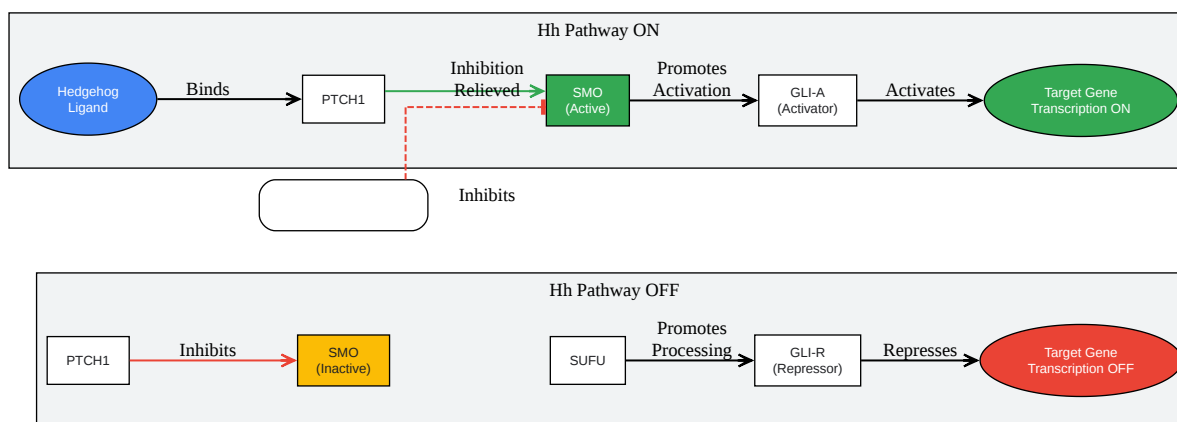 Hh Pathway ON
Hedgehog
Ligand
Binds
PTCH1
Inhibition
Relieved
SMO
(Active)
Promotes
Activation
GLI-A
(Activator)
Activates
Target Gene
Transcription ON
Inhibits
Hh Pathway OFF
PTCH1
Inhibits
SMO
(Inactive)
SUFU
Promotes
Processing
GLI-R
(Repressor)
Represses
Target Gene
Transcription OFF